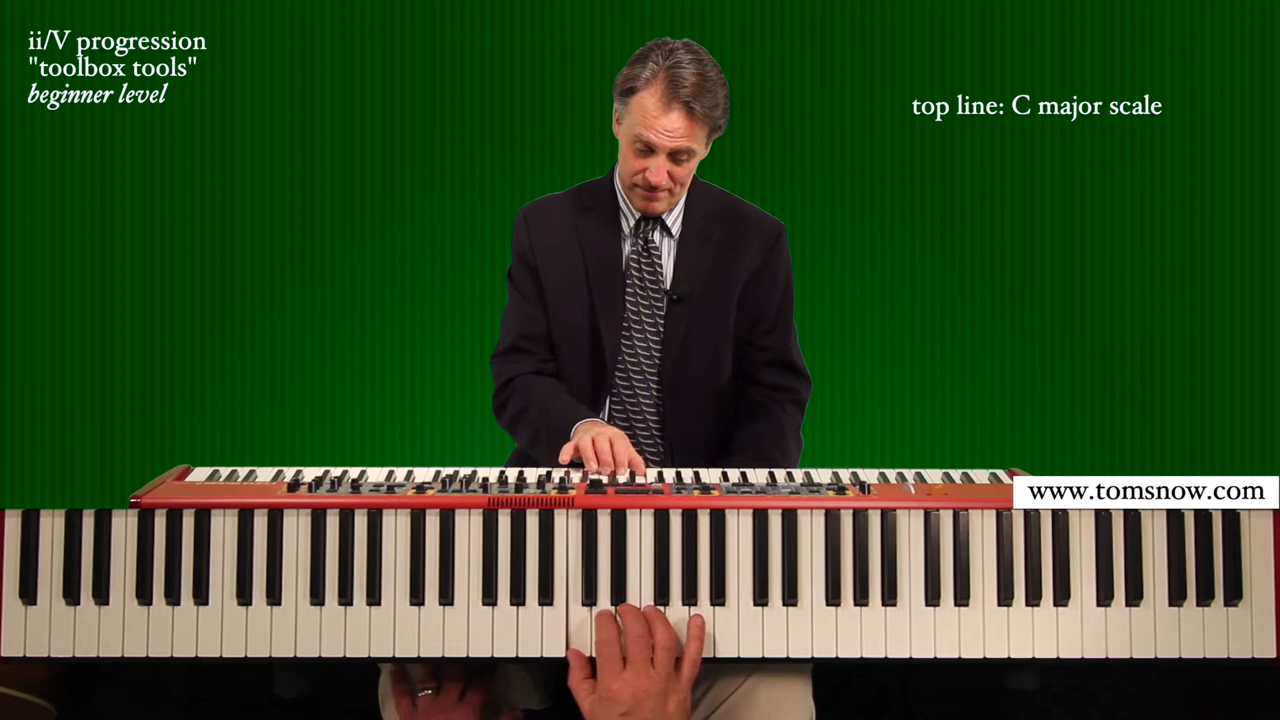 ii/V progression
"toolbox tools"
beginner level
top line: C major scale
www.tomsnow.com